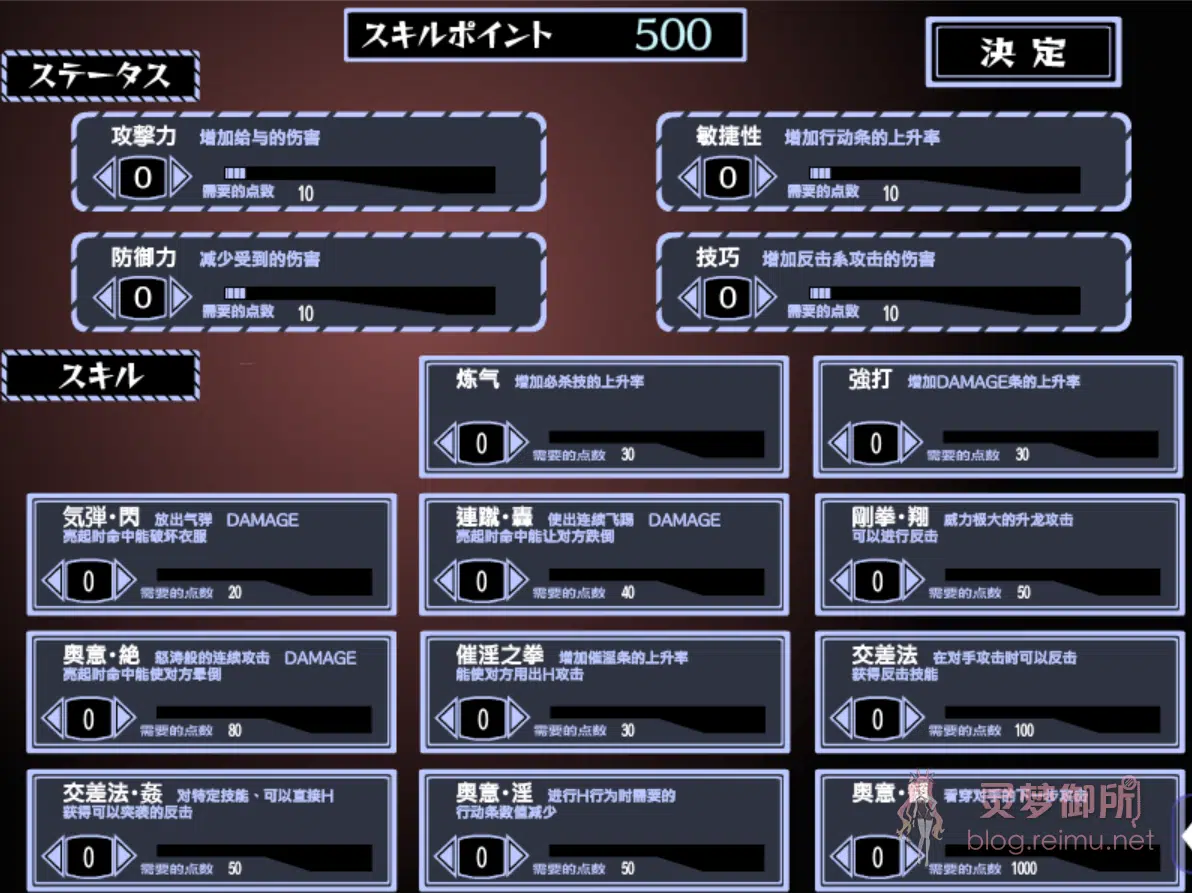 スキルポイント 500
決定
ステータス
攻撃力 增加给与的伤害
0
需要的点数 10
敏捷性 增加行动条的上升率
0
需要的点数 10
防御力 减少受到的伤害
0
需要的点数 10
技巧 增加反击系攻击的伤害
0
需要的点数 10
スキル
炼气 增加必杀技的上升率
0
需要的点数 30
強打 增加DAMAGE条的上升率
0
需要的点数 30
気弾・閃 放出气弹 DAMAGE
亮起时命中能破坏衣服
0
需要的点数 20
連蹴・轟 使出连续飞踢 DAMAGE
亮起时命中能让对方跌倒
0
需要的点数 40
剛拳・翔 威力极大的升龙攻击
可以进行反击
0
需要的点数 50
奥意・絶 怒涛般的连续攻击 DAMAGE
亮起时命中能使对方晕倒
0
需要的点数 80
催淫之拳 增加催淫条的上升率
能使对方用出H攻击
0
需要的点数 30
交差法 在对手攻击时可以反击
获得反击技能
0
需要的点数 100
交差法・姦 对特定技能、可以直接H
获得可以突袭的反击
0
需要的点数 50
奥意・淫 进行H行为时需要的
行动条数值减少
0
需要的点数 50
奥意・ 看穿对手的下一步攻击
0
需要的点数 1000
灵梦御所
blog.reimu.net